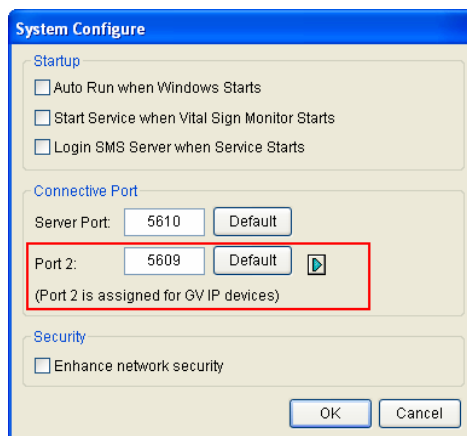 System Configure
Startup
Auto Run when Windows Starts
Start Service when Vital Sign Monitor Starts
Login SMS Server when Service Starts
Connective Port
Server Port: 5610 Default
Port 2: 5609 Default
(Port 2 is assigned for GV IP devices)
Security
Enhance network security
OK Cancel